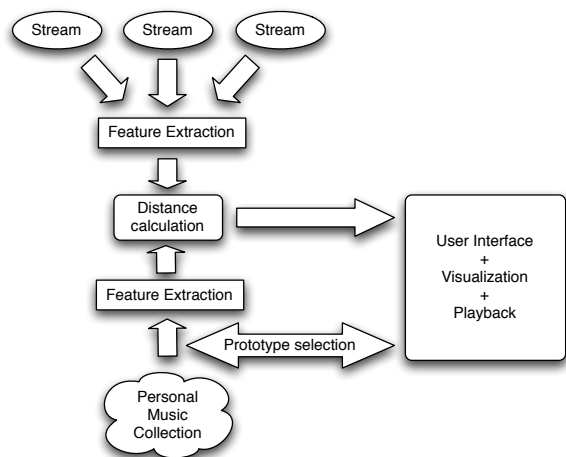 Stream
Stream
Stream
Feature Extraction
Distance
calculation
User Interface
+
Visualization
+
Playback
Feature Extraction
Prototype selection
Personal
Music
Collection